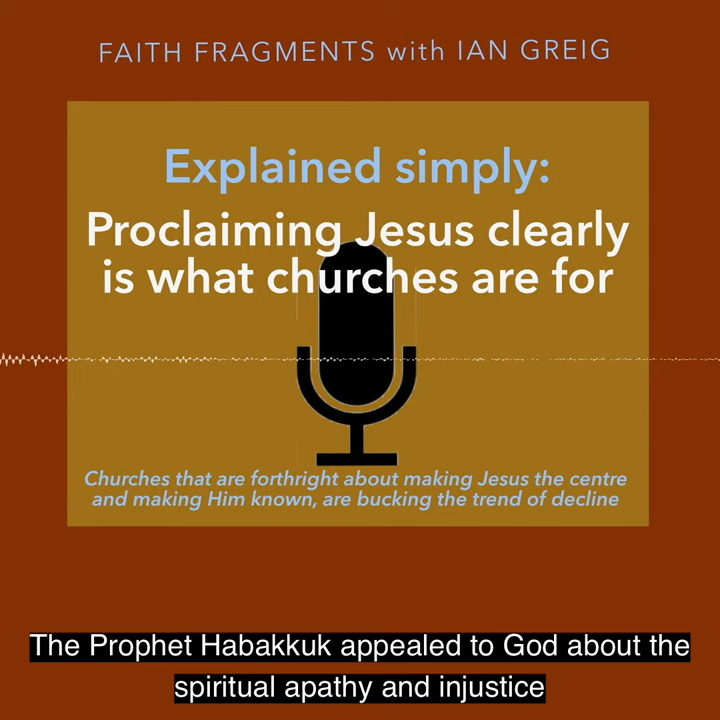 FAITH FRAGMENTS with IAN GREIG
Explained simply:
Proclaiming Jesus clearly
is what churches are for
Churches that are forthright about making Jesus the centre
and making Him known, are bucking the trend of decline
The Prophet Habakkuk appealed to God about the
spiritual apathy and injustice